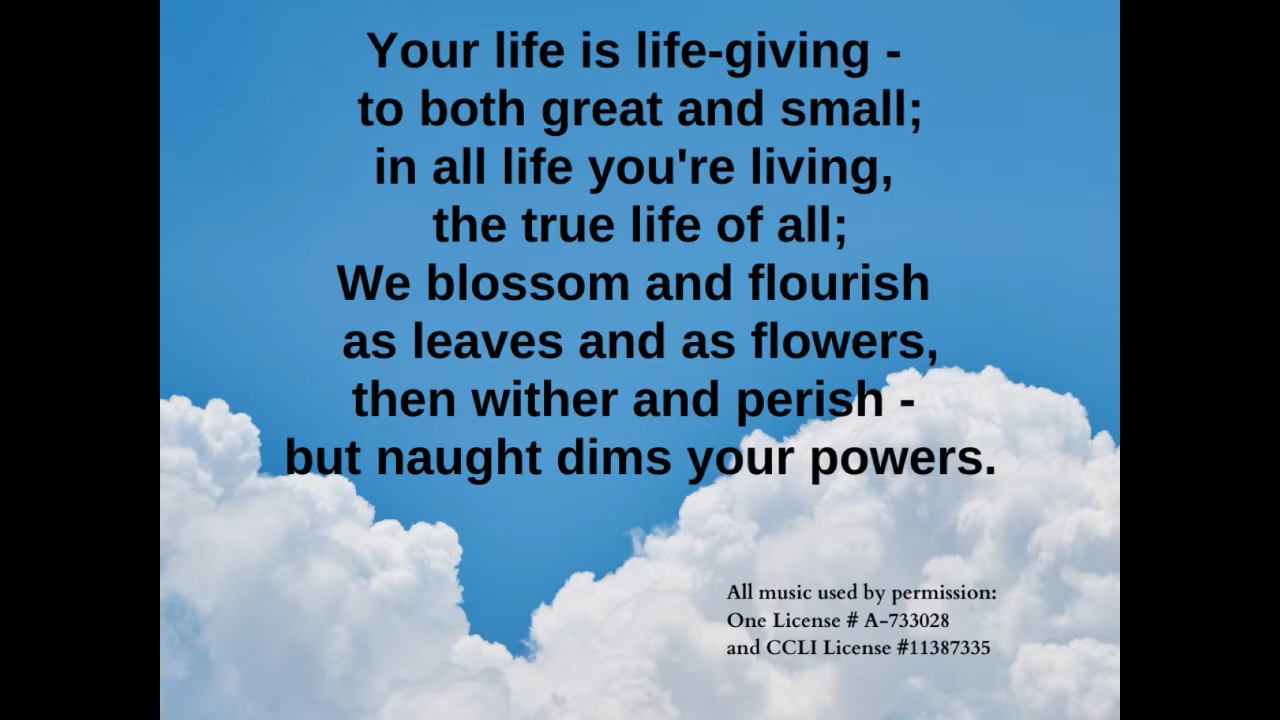 Your life is life-giving -
to both great and small;
in all life you're living,
the true life of all;
We blossom and flourish
as leaves and as flowers,
then wither and perish -
but naught dims your powers.
All music used by permission:
One License # A-733028
and CCLI License #11387335